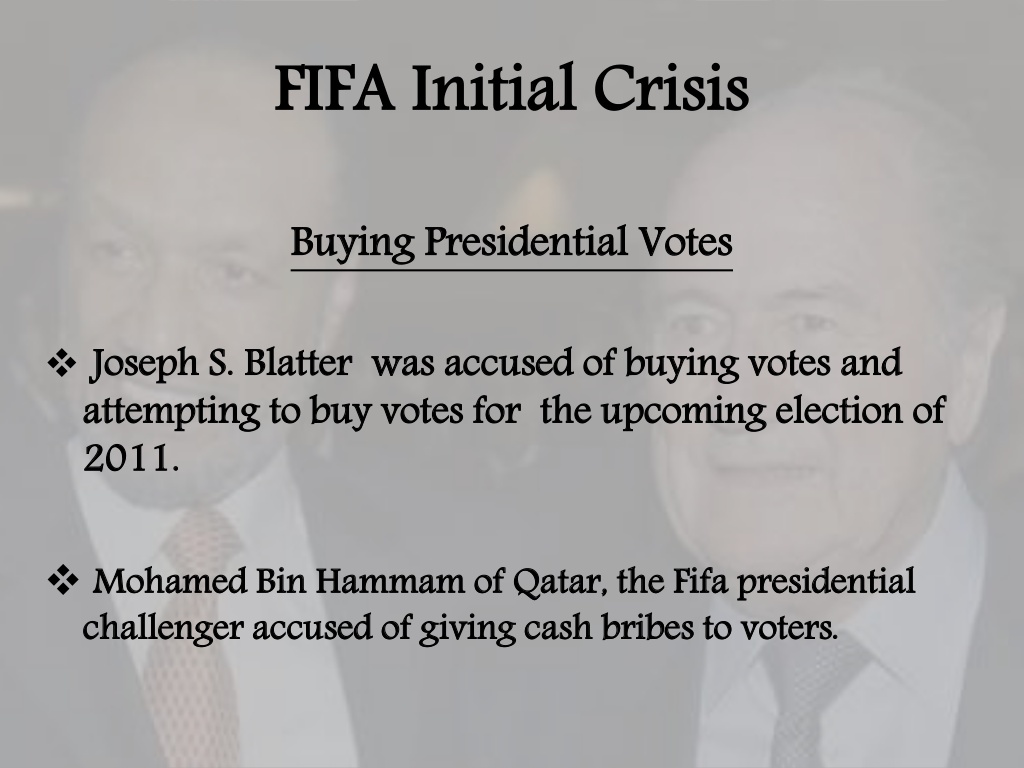 FIFA Initial Crisis
Buying Presidential Votes
❖ Joseph S. Blatter  was accused of buying votes and
attempting to buy votes for  the upcoming election of
2011.
❖ Mohamed Bin Hammam of Qatar, the Fifa presidential
challenger accused of giving cash bribes to voters.